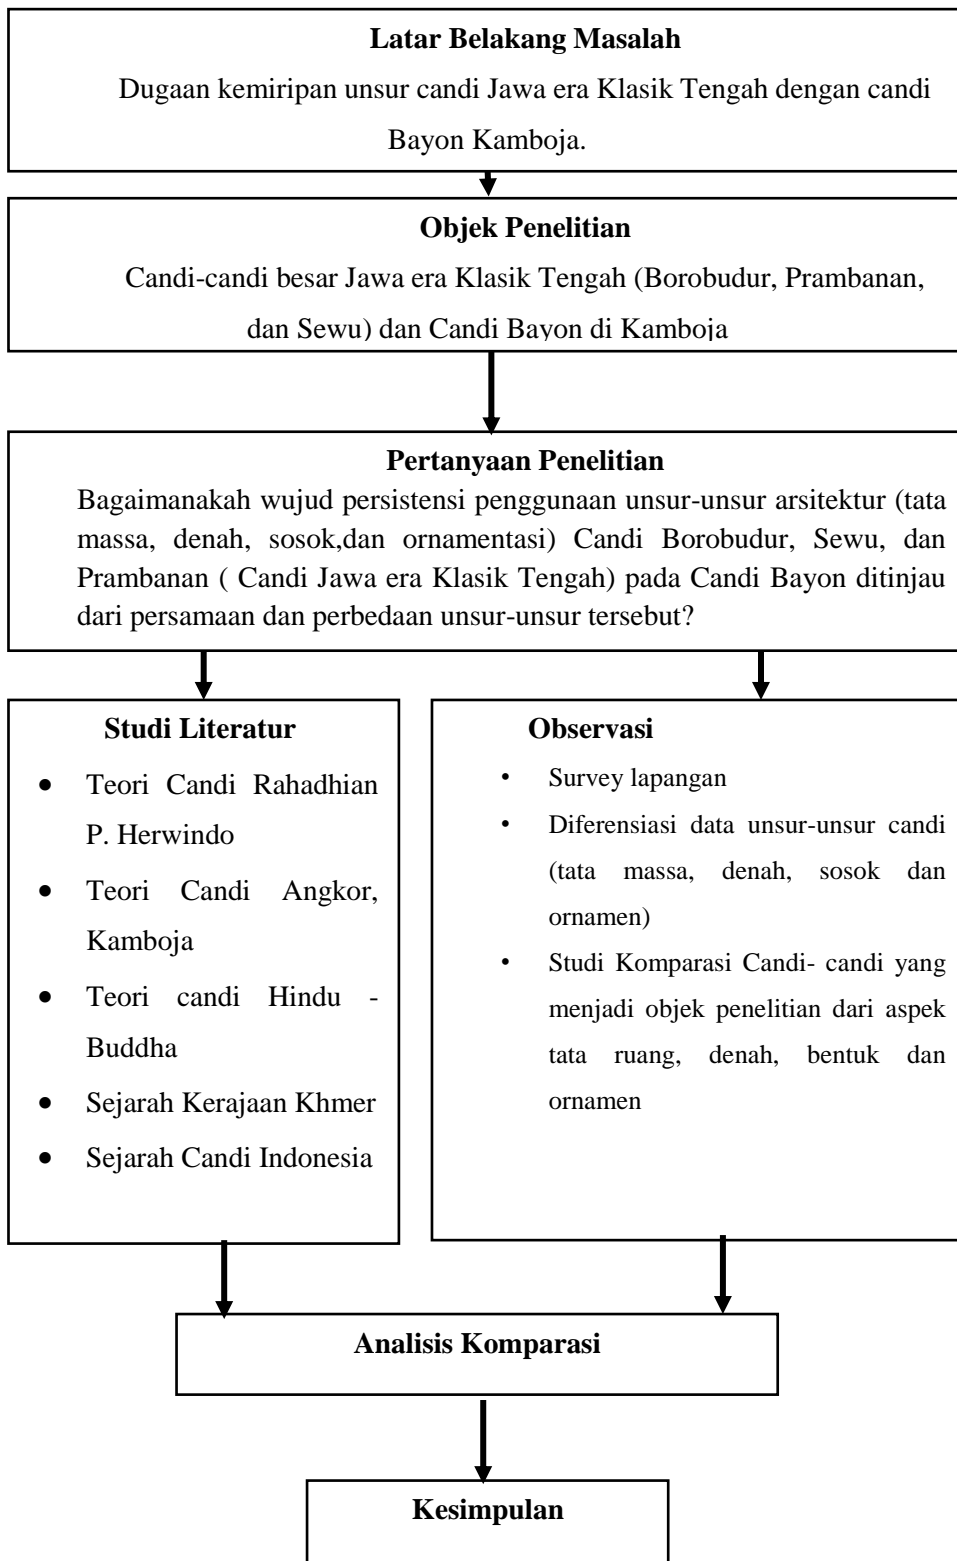 Latar Belakang Masalah
Dugaan kemiripan unsur candi Jawa era Klasik Tengah dengan candi
Bayon Kamboja.
Objek Penelitian
Candi-candi besar Jawa era Klasik Tengah (Borobudur, Prambanan,
dan Sewu) dan Candi Bayon di Kamboja
Pertanyaan Penelitian
Bagaimanakah wujud persistensi penggunaan unsur-unsur arsitektur (tata
massa, denah, sosok,dan ornamentasi) Candi Borobudur, Sewu, dan
Prambanan ( Candi Jawa era Klasik Tengah) pada Candi Bayon ditinjau
dari persamaan dan perbedaan unsur-unsur tersebut?
Studi Literatur
• Teori Candi Rahadhian
P. Herwindo
• Teori Candi Angkor,
Kamboja
• Teori candi Hindu -
Buddha
• Sejarah Kerajaan Khmer
• Sejarah Candi Indonesia
Observasi
• Survey lapangan
• Diferensiasi data unsur-unsur candi
(tata massa, denah, sosok dan
ornamen)
• Studi Komparasi Candi- candi yang
menjadi objek penelitian dari aspek
tata ruang, denah, bentuk dan
ornamen
Analisis Komparasi
Kesimpulan